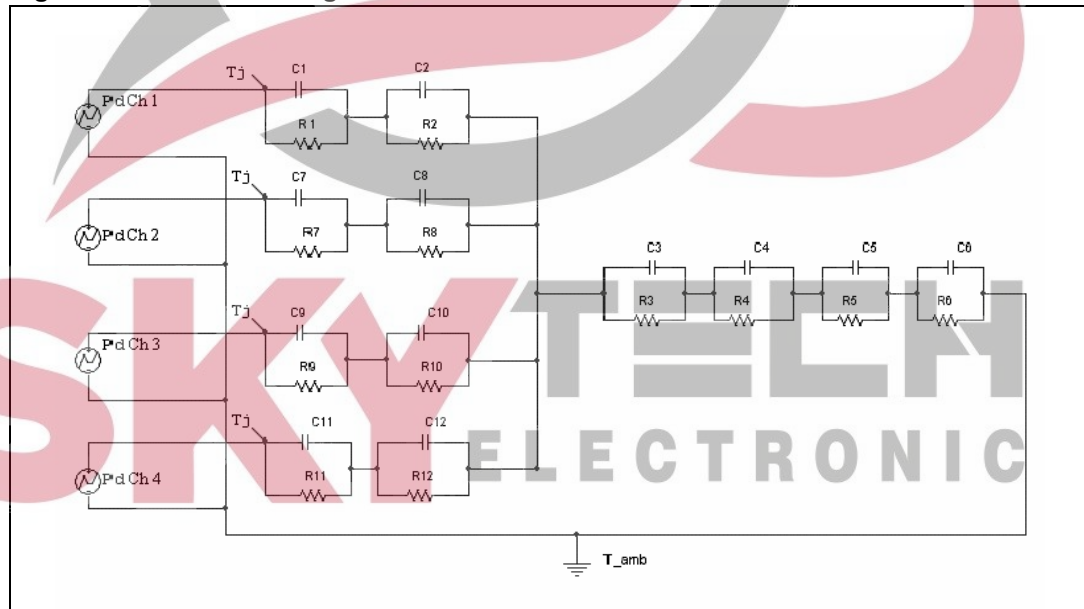 Tj
C1
C2
PdCh1
R1
R2
Tj
C7
C8
PdCh2
R7
R8
C3
C4
C5
C6
R3
R4
R5
R6
Tj
C9
C10
PdCh3
R9
R10
Tj
C11
C12
PdCh4
R11
R12
T_amb
SKYTECH
ELECTRONIC